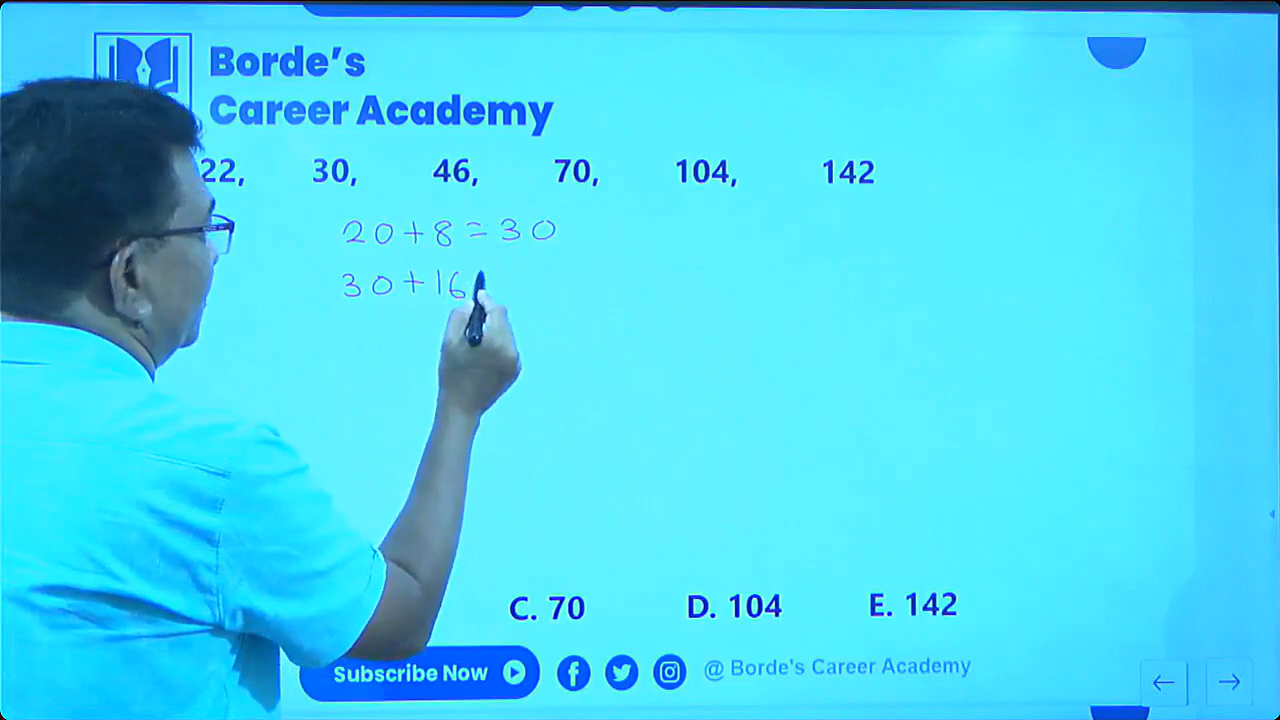 Borde's
Career Academy
22, 30, 46, 70, 104, 142
20+8=30
30+16
C. 70 D. 104 E. 142
Subscribe Now @ Borde's Career Academy